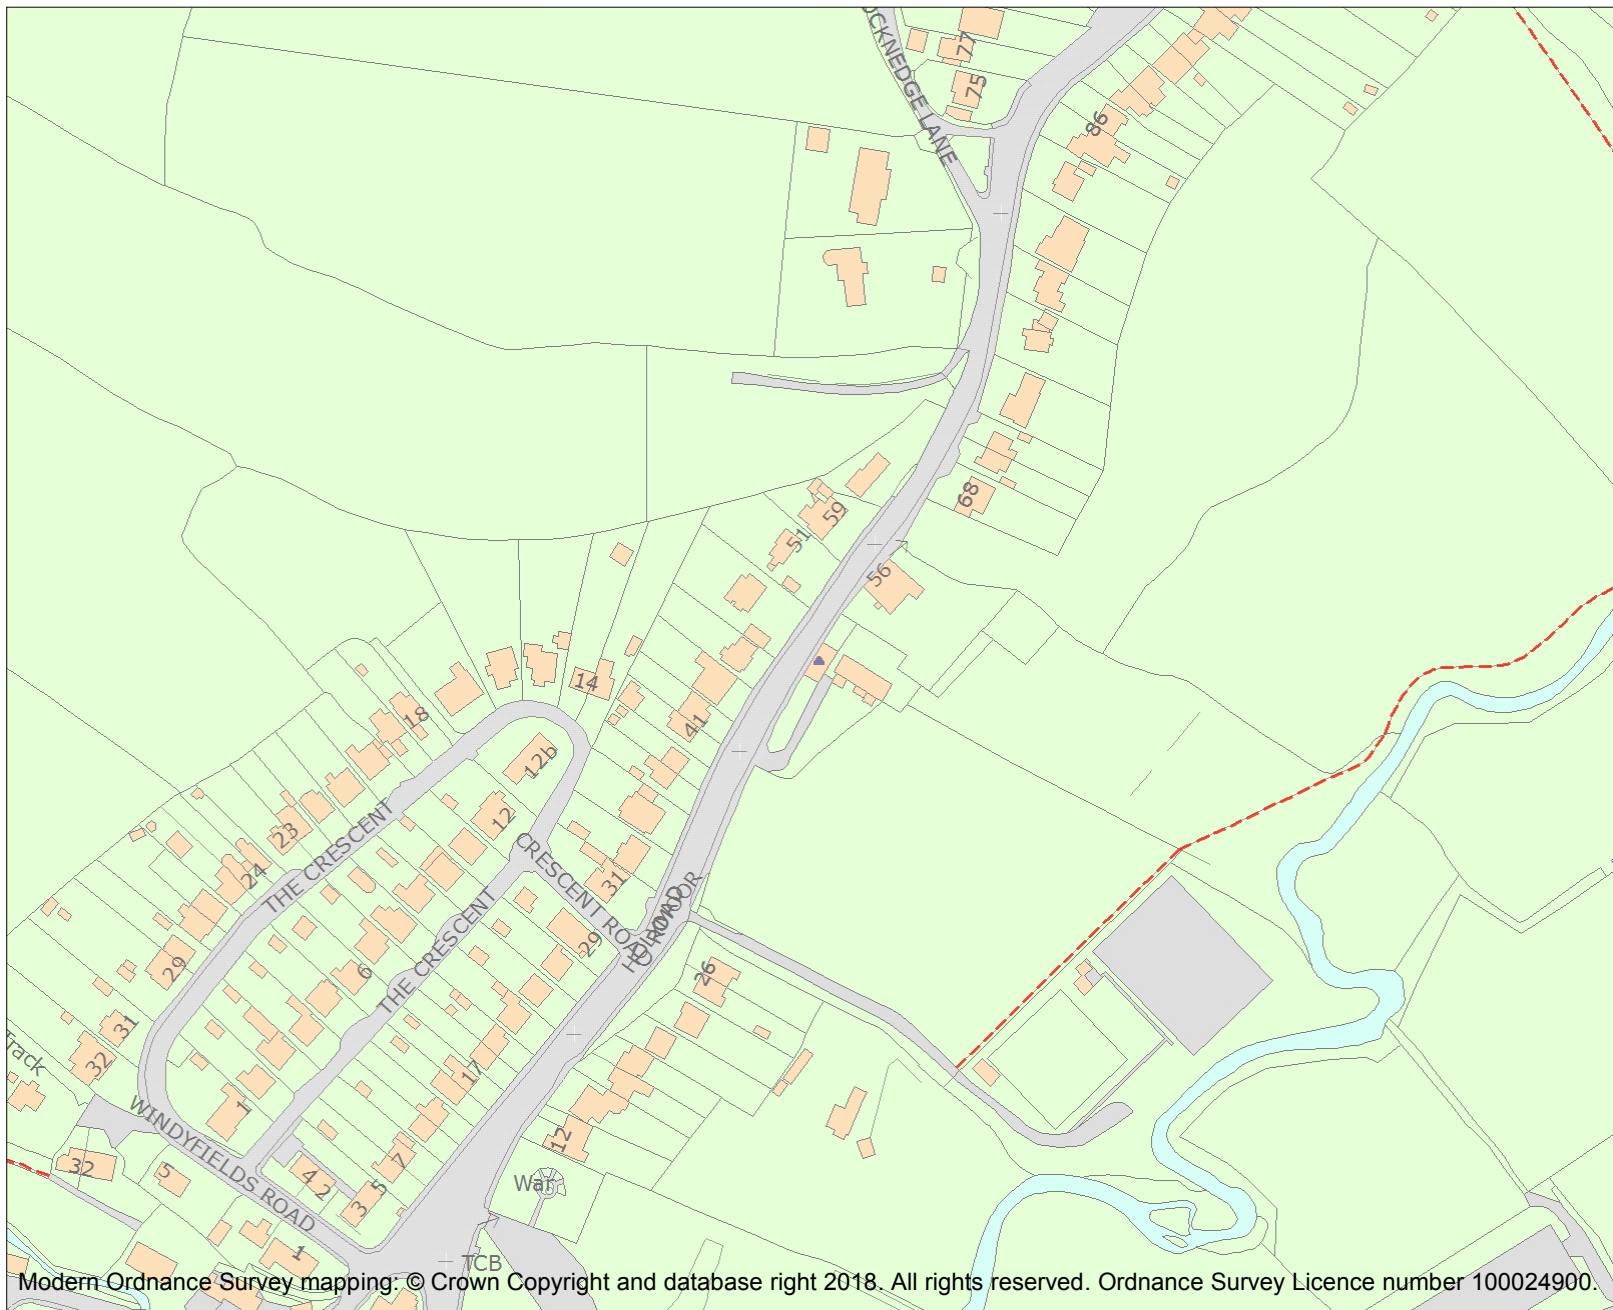 77
OCKNEDGE LANE
75
86
68
59
51
56
14
41
18
12b
12
23
THE CRESCENT
24
CRESCENT ROAD
31
HOLMOOR
ROAD
29
THE CRESCENT
6
29
26
31
32
Track
17
1
WINDYFIELDS ROAD
12
7
32
5
4 2
5
3
War
1
TCB
Modern Ordnance Survey mapping: © Crown Copyright and database right 2018. All rights reserved. Ordnance Survey Licence number 100024900.